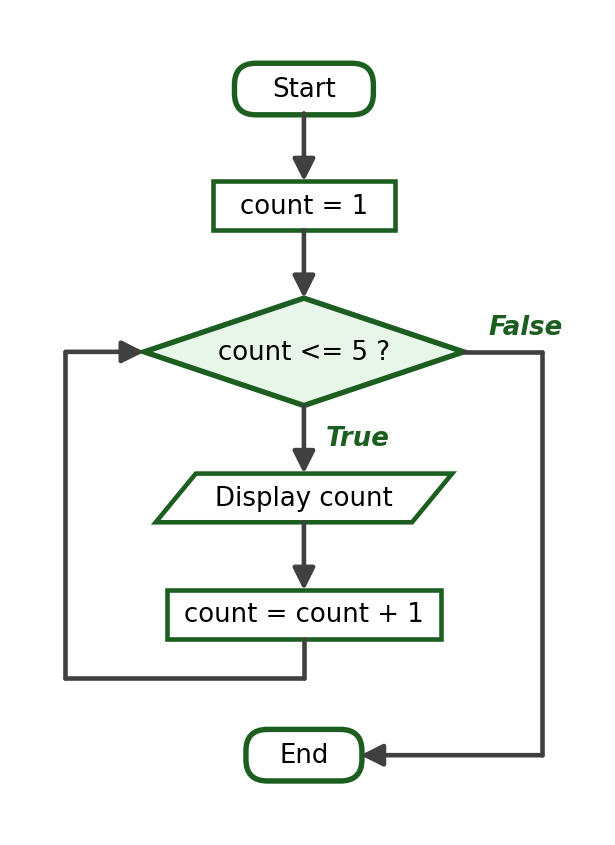 Start
count = 1
False
count <= 5 ?
True
Display count
count = count + 1
End